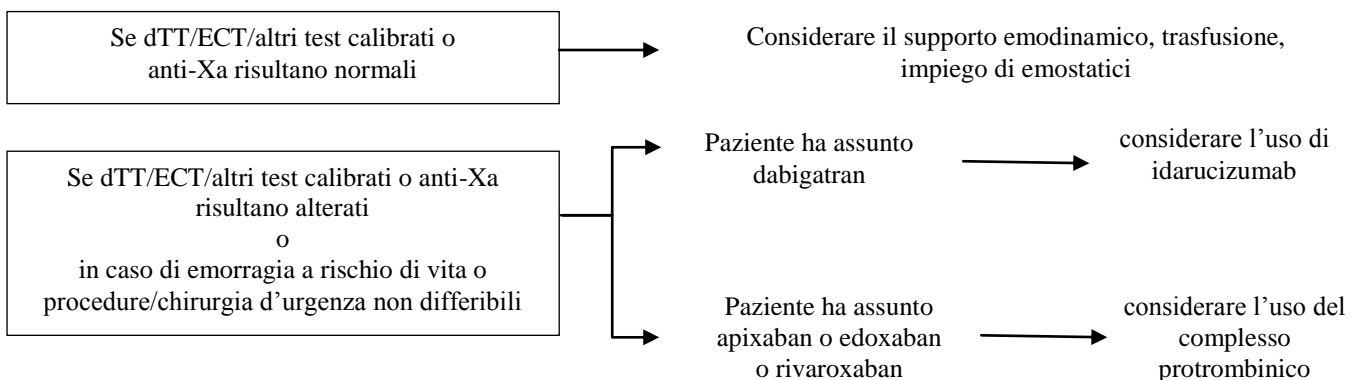 Se dTT/ECT/altri test calibrati o
anti-Xa risultano normali
Considerare il supporto emodinamico, trasfusione,
impiego di emostatici
Se dTT/ECT/altri test calibrati o anti-Xa
risultano alterati
o
in caso di emorragia a rischio di vita o
procedure/chirurgia d’urgenza non differibili
Paziente ha assunto
dabigatran
considerare l’uso di
idarucizumab
Paziente ha assunto
apixaban o edoxaban
o rivaroxaban
considerare l’uso del
complesso
protrombinico